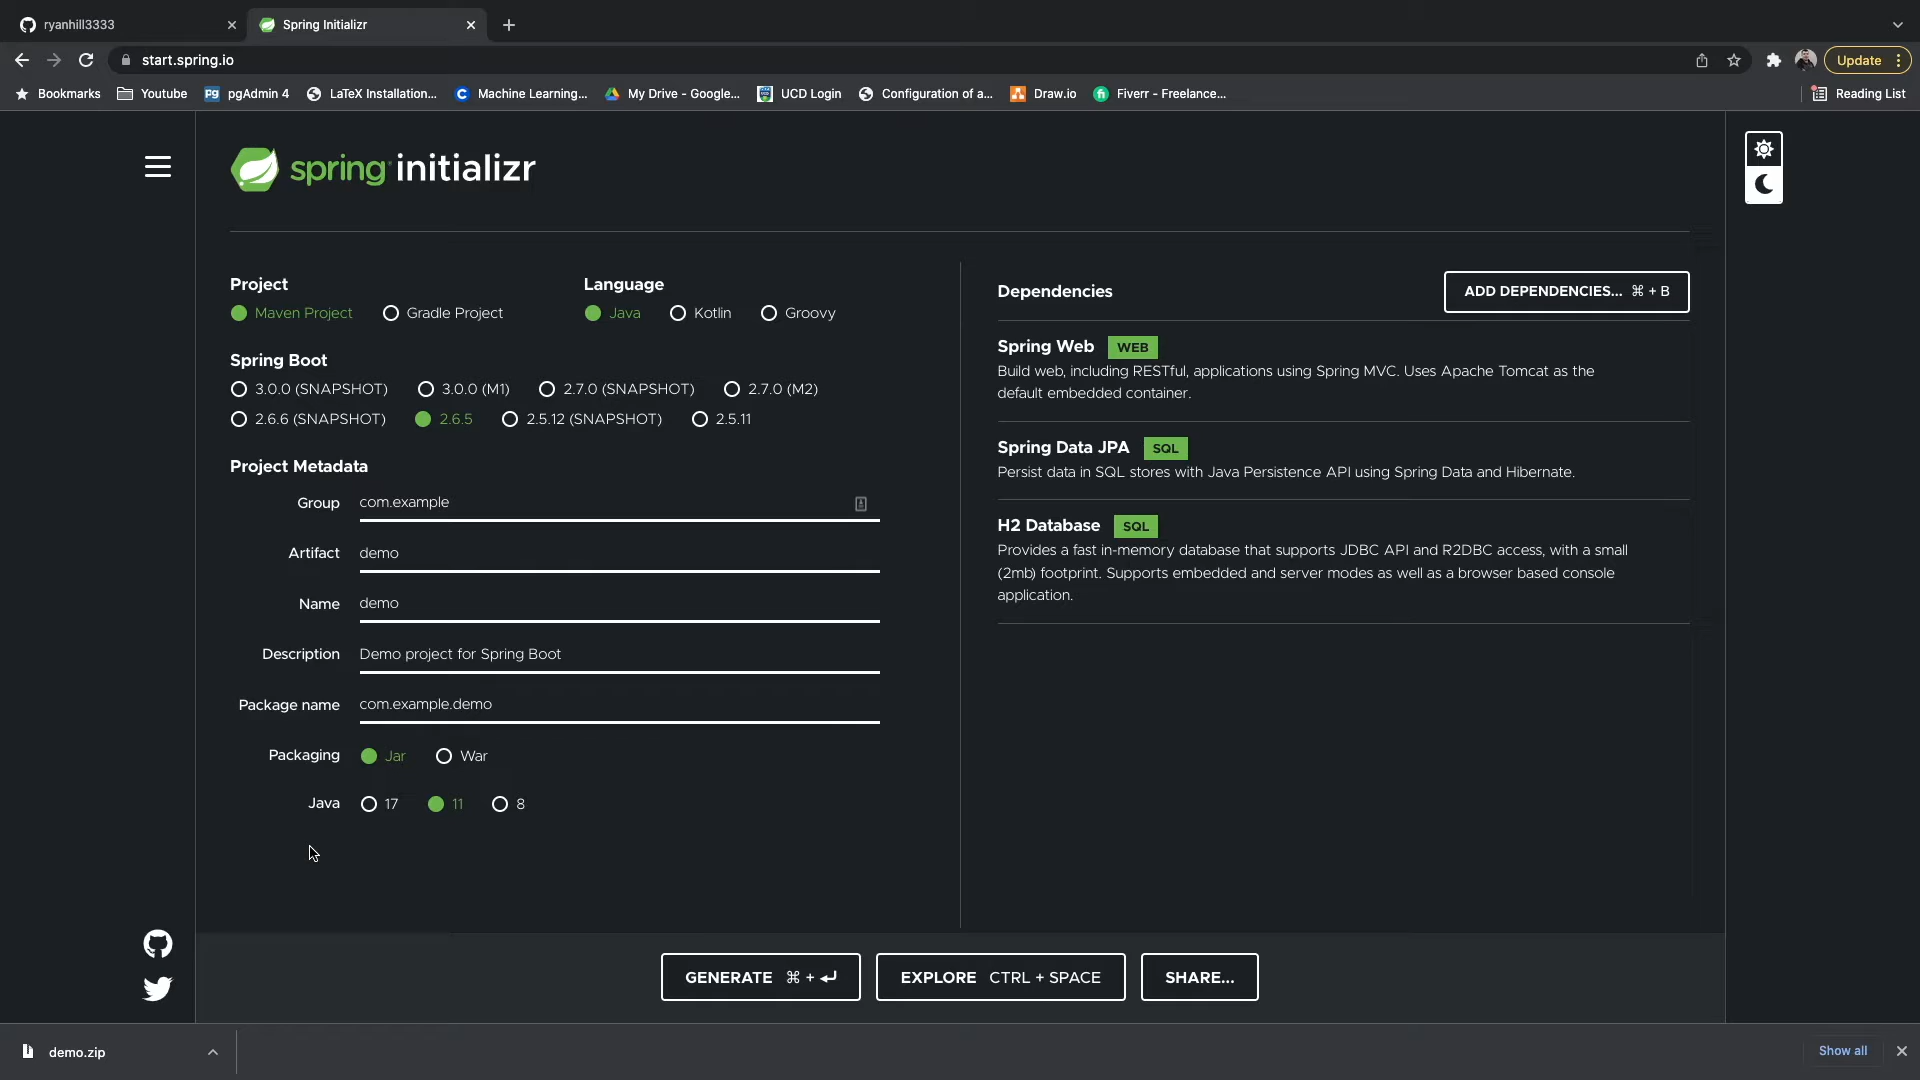 ryanhill3333
Spring Initializr
start.spring.io
Update
Bookmarks
Youtube
pgAdmin 4
LaTeX Installation...
Machine Learning...
My Drive - Google...
UCD Login
Configuration of a...
Draw.io
Fiverr - Freelance...
Reading List
spring initializr
Project
Maven Project
Gradle Project
Language
Java
Kotlin
Groovy
Spring Boot
3.0.0 (SNAPSHOT)
3.0.0 (M1)
2.7.0 (SNAPSHOT)
2.7.0 (M2)
2.6.6 (SNAPSHOT)
2.6.5
2.5.12 (SNAPSHOT)
2.5.11
Project Metadata
Group com.example
Artifact demo
Name demo
Description Demo project for Spring Boot
Package name com.example.demo
Packaging Jar War
Java 17 11 8
Dependencies
ADD DEPENDENCIES... ⌘ + B
Spring Web WEB
Build web, including RESTful, applications using Spring MVC. Uses Apache Tomcat as the
default embedded container.
Spring Data JPA SQL
Persist data in SQL stores with Java Persistence API using Spring Data and Hibernate.
H2 Database SQL
Provides a fast in-memory database that supports JDBC API and R2DBC access, with a small
(2mb) footprint. Supports embedded and server modes as well as a browser based console
application.
GENERATE ⌘ + ↵
EXPLORE CTRL + SPACE
SHARE...
demo.zip
Show all